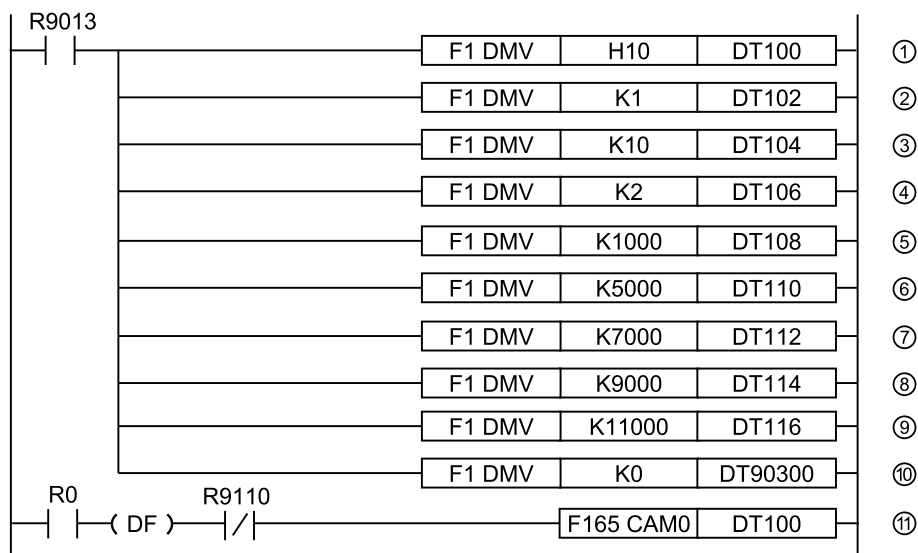 R9013
F1 DMV H10 DT100 ①
F1 DMV K1 DT102 ②
F1 DMV K10 DT104 ③
F1 DMV K2 DT106 ④
F1 DMV K1000 DT108 ⑤
F1 DMV K5000 DT110 ⑥
F1 DMV K7000 DT112 ⑦
F1 DMV K9000 DT114 ⑧
F1 DMV K11000 DT116 ⑨
F1 DMV K0 DT90300 ⑩
R0 R9110
( DF ) F165 CAM0 DT100 ⑪